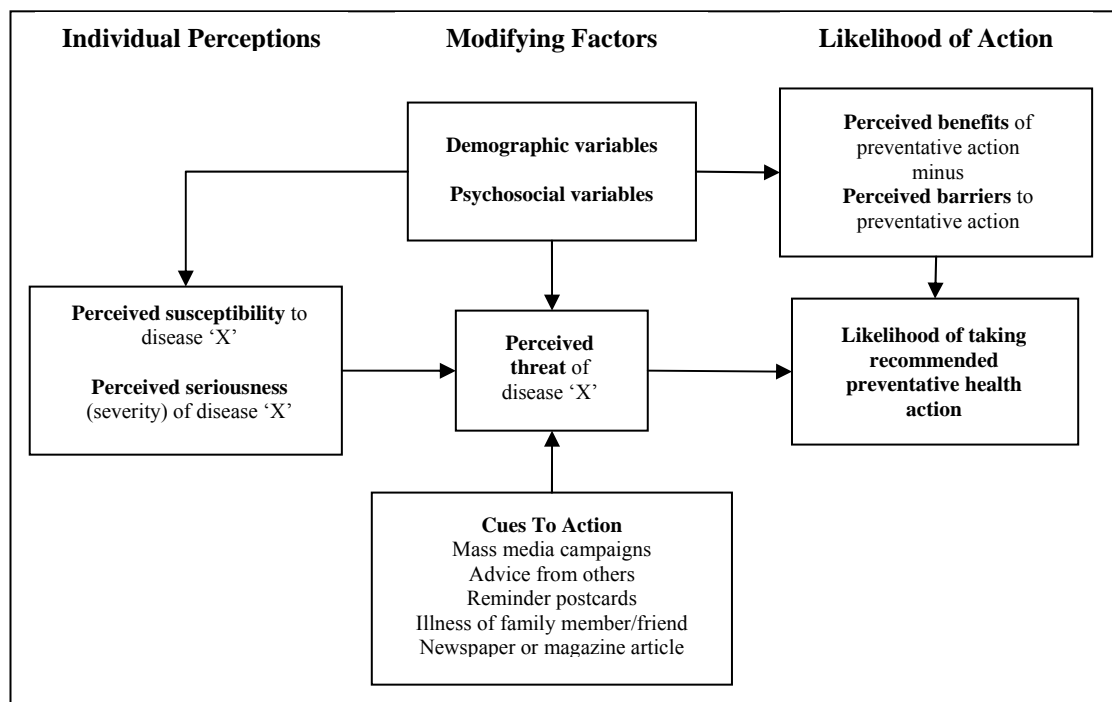 Individual Perceptions
Modifying Factors
Likelihood of Action
Demographic variables
Psychosocial variables
Perceived benefits of
preventative action
minus
Perceived barriers to
preventative action
Perceived susceptibility to
disease ‘X’
Perceived seriousness
(severity) of disease ‘X’
Perceived
threat of
disease ‘X’
Likelihood of taking
recommended
preventative health
action
Cues To Action
Mass media campaigns
Advice from others
Reminder postcards
Illness of family member/friend
Newspaper or magazine article